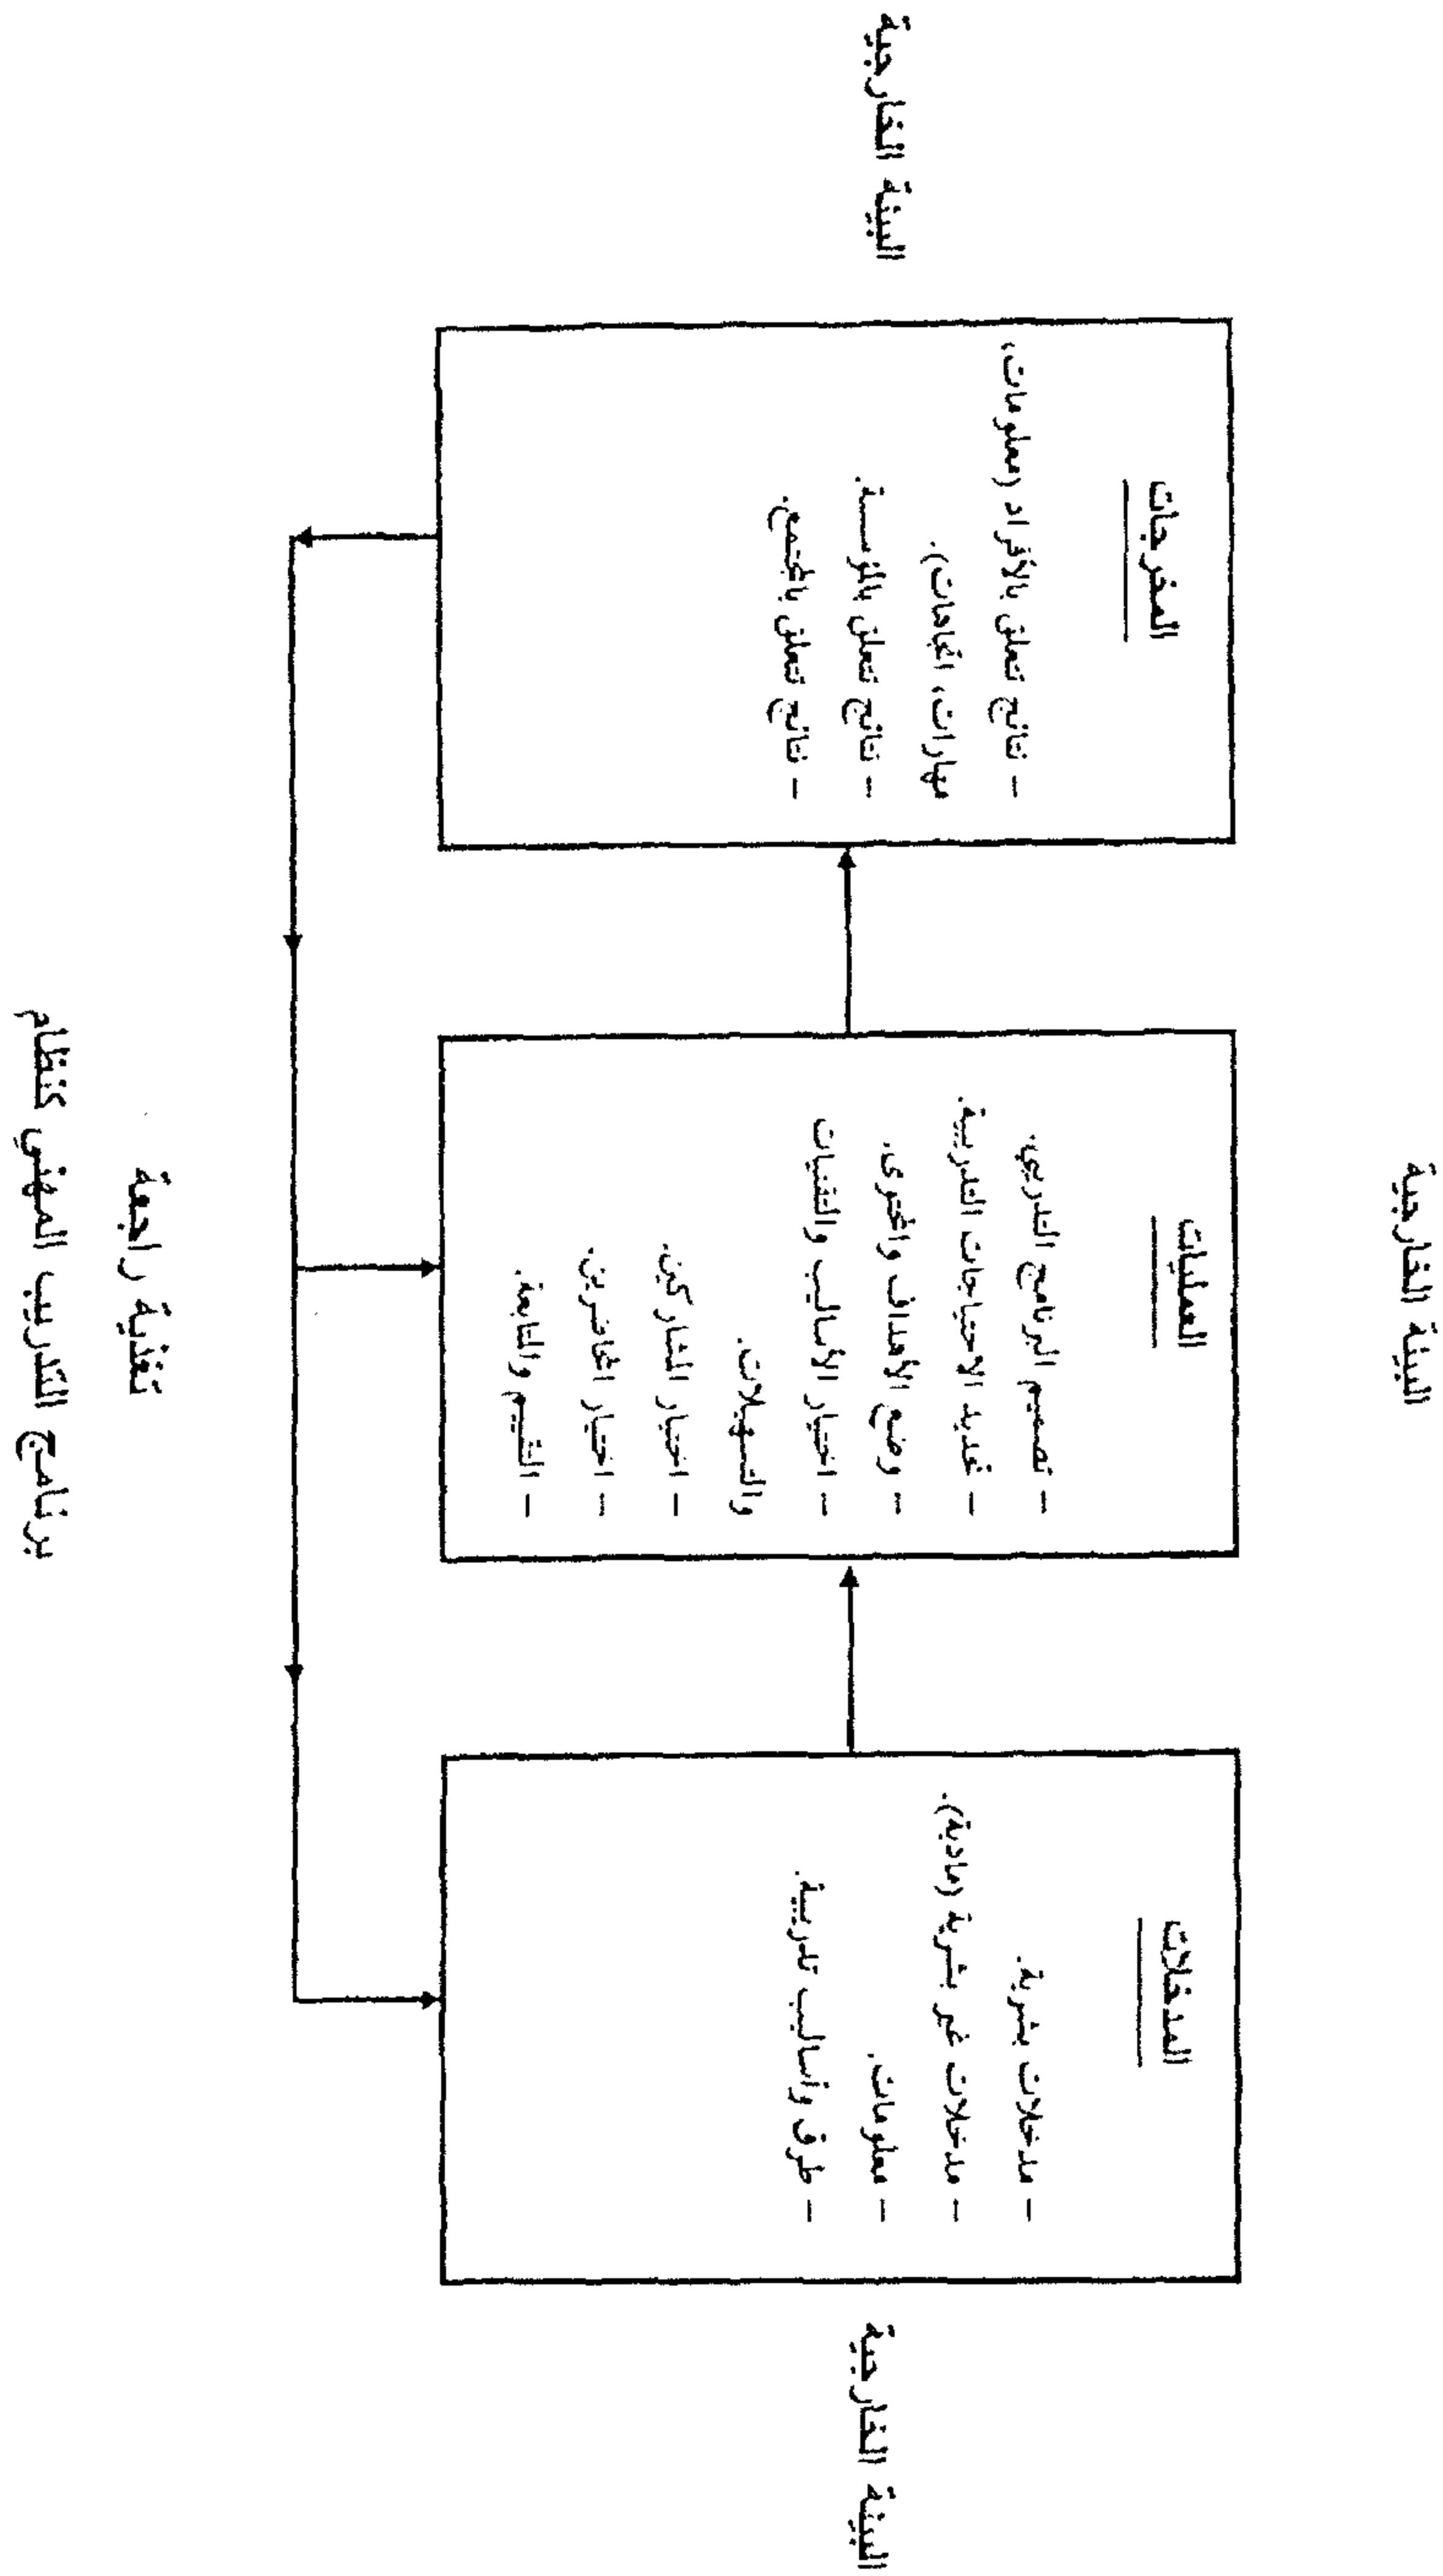 البيئة الخارجية
البيئة الخارجية
المدخلات
– مدخلات بشرية.
– مدخلات غير بشرية (مادية).
– معلومات.
– طرق وأساليب تدريبية.
العمليات
– تصميم البرنامج التدريبي.
– تحديد الاحتياجات التدريبية.
– وضع الأهداف والمحتوى.
– اختيار الأساليب والتقنيات
والتسهيلات.
– اختيار المشاركين.
– اختيار المحاضرين.
– التقييم والمتابعة.
المخرجات
– نتائج تتعلق بالأفراد (معلومات،
مهارات، اتجاهات).
– نتائج تتعلق بالمؤسسة.
– نتائج تتعلق بالمجتمع.
البيئة الخارجية
تغذية راجعة
برنامج التدريب المهني كنظام